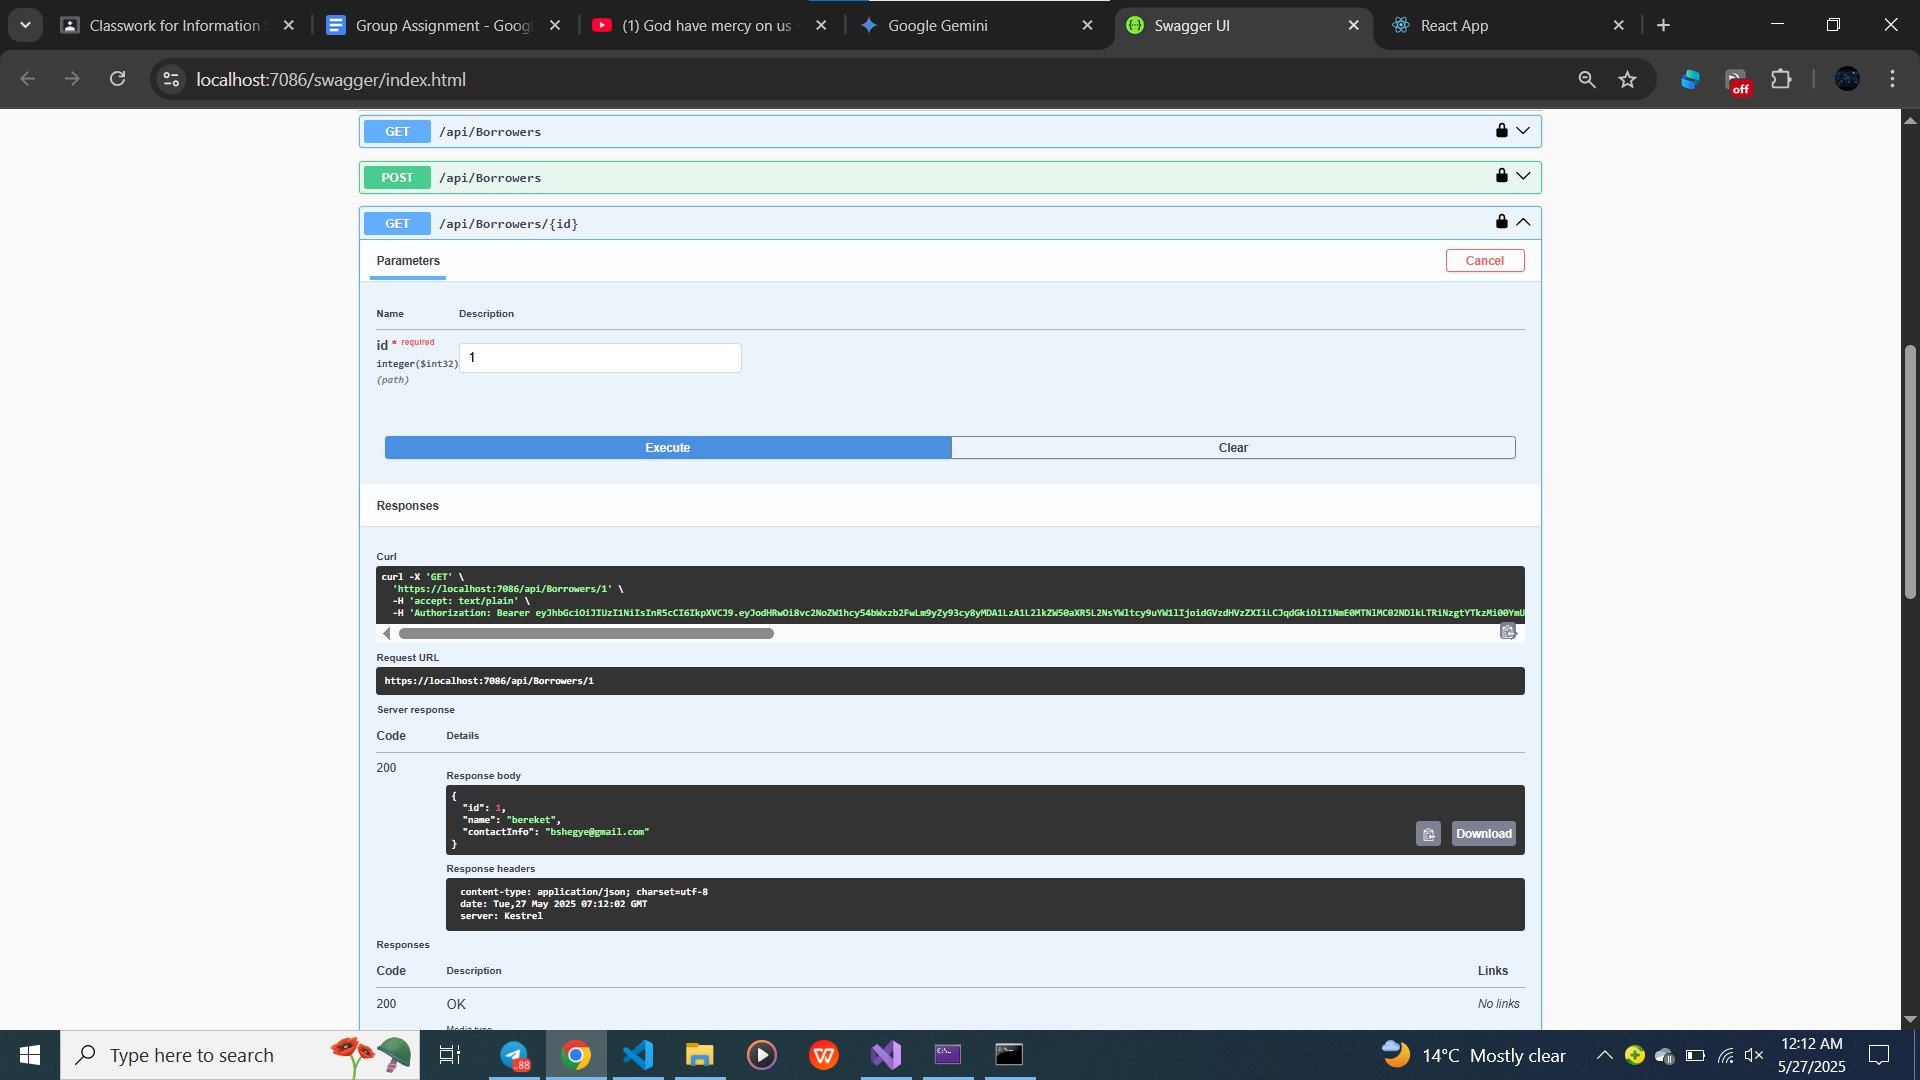 Classwork for Information
Group Assignment - Goog
(1) God have mercy on us
Google Gemini
Swagger UI
React App
localhost:7086/swagger/index.html
off
GET /api/Borrowers
POST /api/Borrowers
GET /api/Borrowers/{id}
Parameters
Cancel
Name Description
id * required
integer($int32)
(path)
1
Execute
Clear
Responses
Curl
curl -X 'GET' \
'https://localhost:7086/api/Borrowers/1' \
-H 'accept: text/plain' \
-H 'Authorization: Bearer
Request URL
https://localhost:7086/api/Borrowers/1
Server response
Code Details
200
Response body
{
"id": 1,
"name": "bereket",
"contactInfo": "bshegye@gmail.com"
}
Download
Response headers
content-type: application/json; charset=utf-8
date: Tue,27 May 2025 07:12:02 GMT
server: Kestrel
Responses
Code Description Links
200 OK No links
Media type
Type here to search
.88
14°C Mostly clear
12:12 AM
5/27/2025